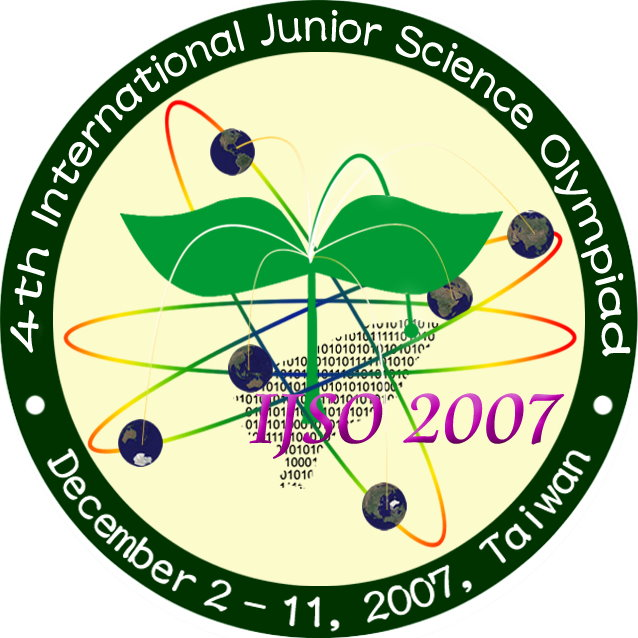 4th International Junior Science Olympiad
IJSO 2007
December 2 - 11, 2007, Taiwan